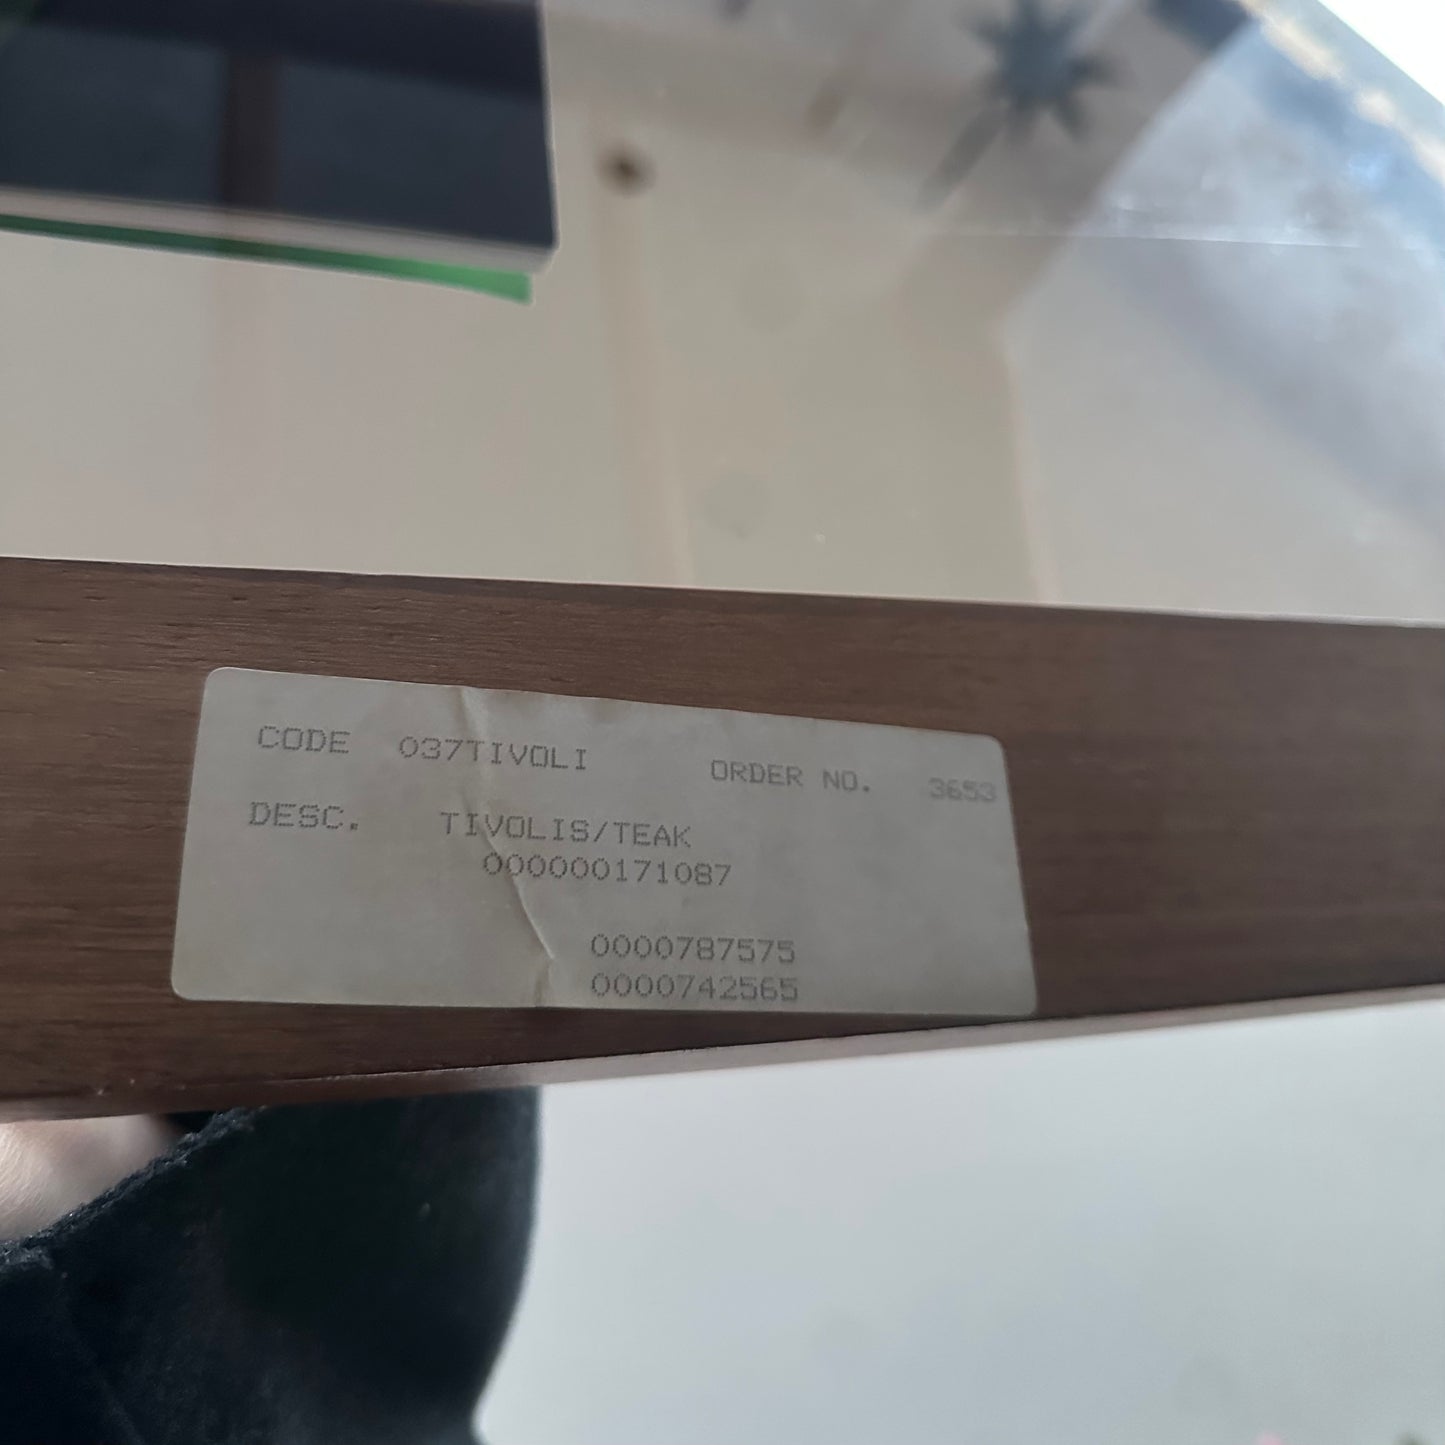 CODE 037TIVOLI ORDER NO. 3653
DESC. TIVOLIS/TEAK
000000171087
0000787575
0000742565